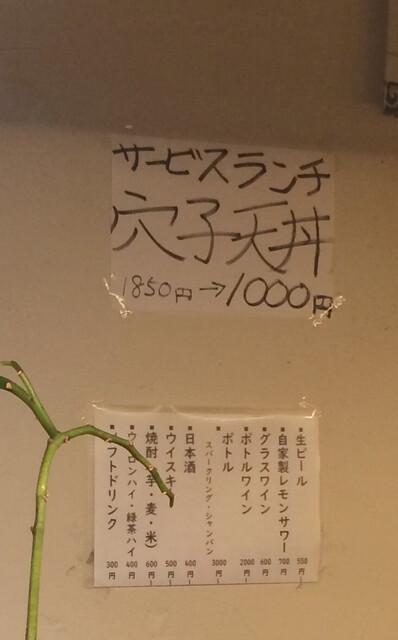 サービスランチ
穴子天丼
1850円→1000円
■生ビール 550円
■自家製レモンサワー 700円
■グラスワイン 600円
■ボトルワイン 2000円
■ボトル
スパークリング・シャンパン 3000円
■日本酒 400円
■ウイスキ 500円
■焼酎(芋・麦・米) 600円
■ウーロンハイ・緑茶ハイ 400円
■ソフトドリンク 300円